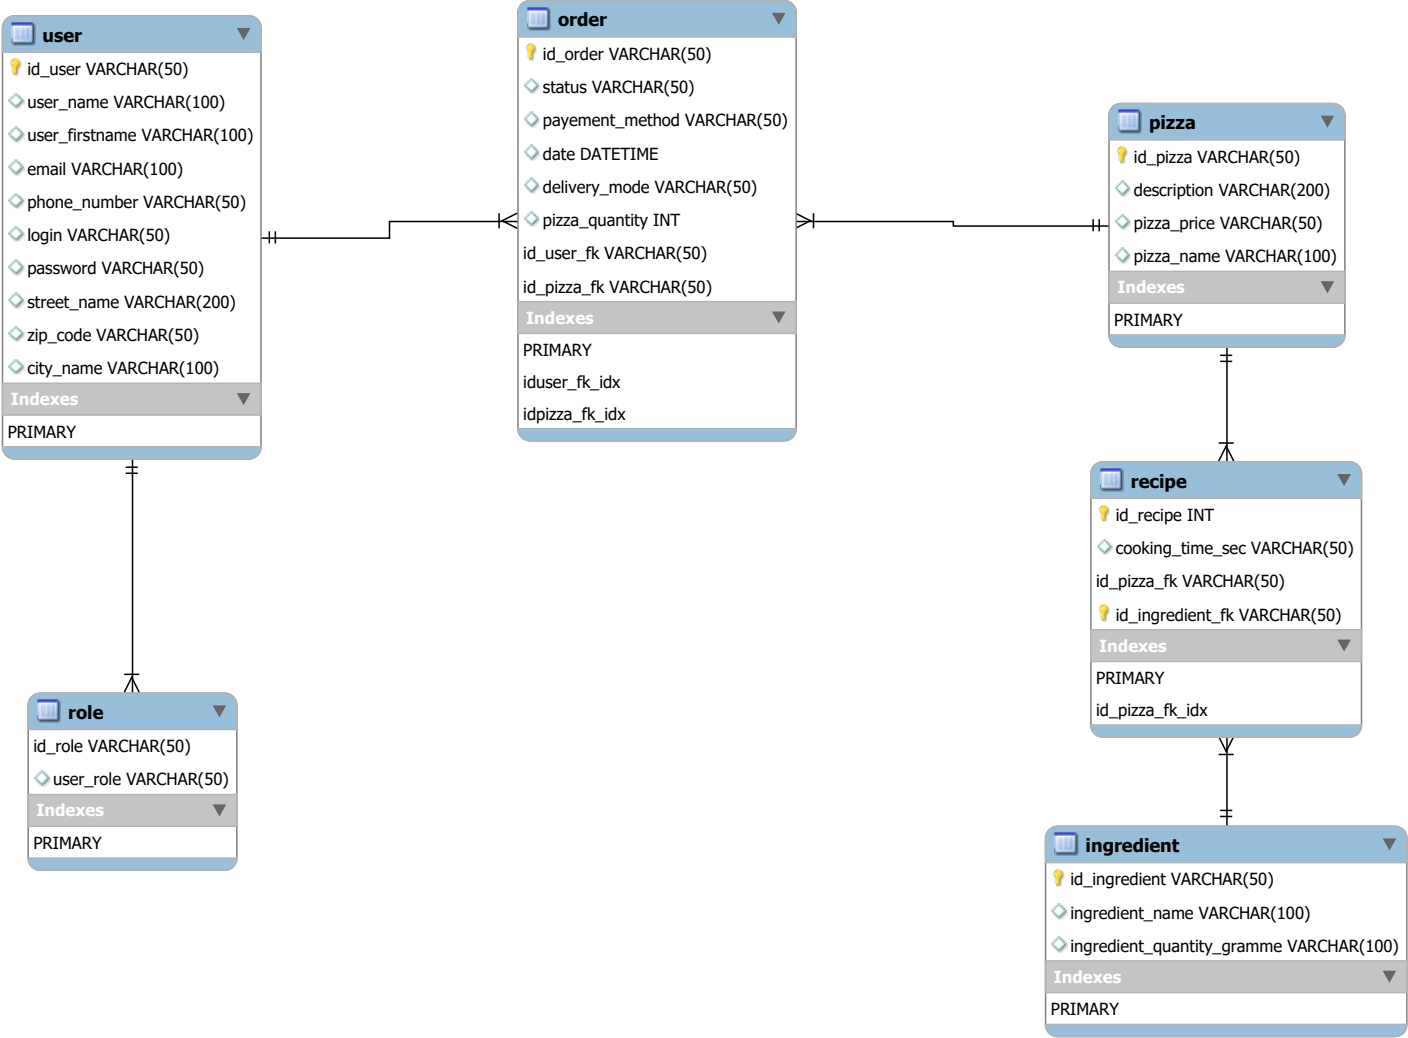 user
id_user VARCHAR(50)
user_name VARCHAR(100)
user_firstname VARCHAR(100)
email VARCHAR(100)
phone_number VARCHAR(50)
login VARCHAR(50)
password VARCHAR(50)
street_name VARCHAR(200)
zip_code VARCHAR(50)
city_name VARCHAR(100)
Indexes
PRIMARY
order
id_order VARCHAR(50)
status VARCHAR(50)
payement_method VARCHAR(50)
date DATETIME
delivery_mode VARCHAR(50)
pizza_quantity INT
id_user_fk VARCHAR(50)
id_pizza_fk VARCHAR(50)
Indexes
PRIMARY
iduser_fk_idx
idpizza_fk_idx
pizza
id_pizza VARCHAR(50)
description VARCHAR(200)
pizza_price VARCHAR(50)
pizza_name VARCHAR(100)
Indexes
PRIMARY
recipe
id_recipe INT
cooking_time_sec VARCHAR(50)
id_pizza_fk VARCHAR(50)
id_ingredient_fk VARCHAR(50)
Indexes
PRIMARY
id_pizza_fk_idx
role
id_role VARCHAR(50)
user_role VARCHAR(50)
Indexes
PRIMARY
ingredient
id_ingredient VARCHAR(50)
ingredient_name VARCHAR(100)
ingredient_quantity_gramme VARCHAR(100)
Indexes
PRIMARY